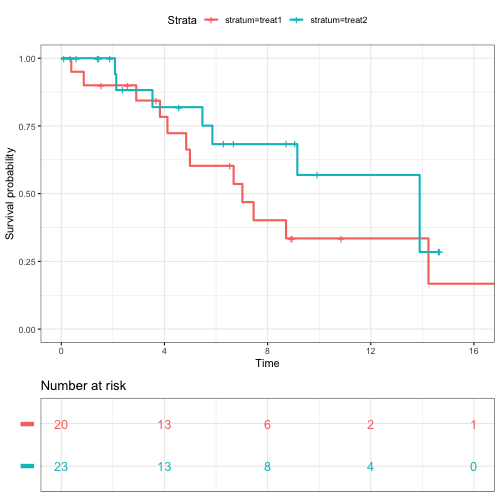 Strata stratum=treat1 stratum=treat2
1.00
0.75
0.50
0.25
0.00
Survival probability
0 4 8 12 16
Time
Number at risk
20 13 6 2 1
23 13 8 4 0